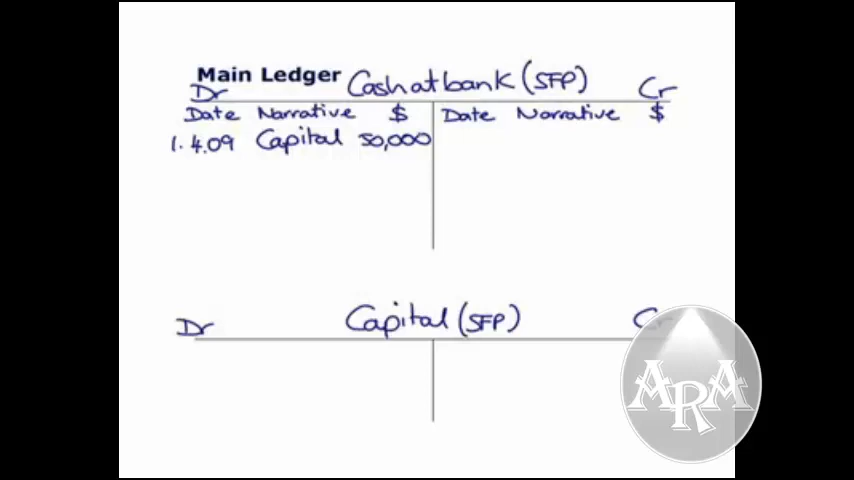 Main Ledger Cash at bank (SFP)
Dr Cr
Date Narrative $ Date Narrative $
1.4.09 Capital 50,000
Dr Capital (SFP) Cr
ARA